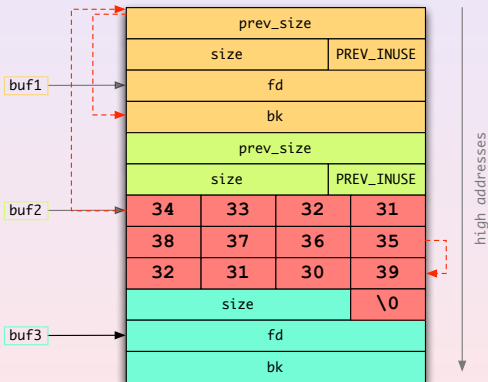 prev_size
size PREV_INUSE
buf1 fd
bk
prev_size
size PREV_INUSE
buf2 34 33 32 31
38 37 36 35
32 31 30 39
size \0
buf3 fd
bk
high addresses